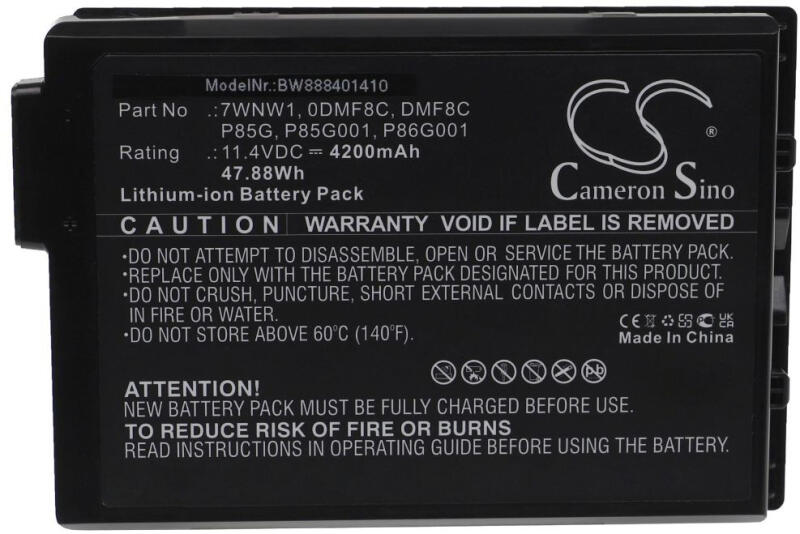 ModelNr.:BW888401410
Part No .: 7WNW1, 0DMF8C, DMF8C
P85G, P85G001, P86G001
Rating .: 11.4VDC ⎓ 4200mAh
47.88Wh
Lithium-ion Battery Pack
CS ®
Cameron Sino
CAUTION WARRANTY VOID IF LABEL IS REMOVED
•DO NOT ATTEMPT TO DISASSEMBLE, OPEN OR SERVICE THE BATTERY PACK.
•REPLACE ONLY WITH THE BATTERY PACK DESIGNATED FOR THIS PRODUCT.
•DO NOT CRUSH, PUNCTURE, SHORT EXTERNAL CONTACTS OR DISPOSE OF
IN FIRE OR WATER.
•DO NOT STORE ABOVE 60°C (140°F).
CE UKCA
Made In China
Pb
ATTENTION!
NEW BATTERY PACK MUST BE FULLY CHARGED BEFORE USING.
TO REDUCE RISK OF FIRE OR BURNS
READ INSTRUCTIONS IN OPERATING GUIDE BEFORE USING THE BATTERY.